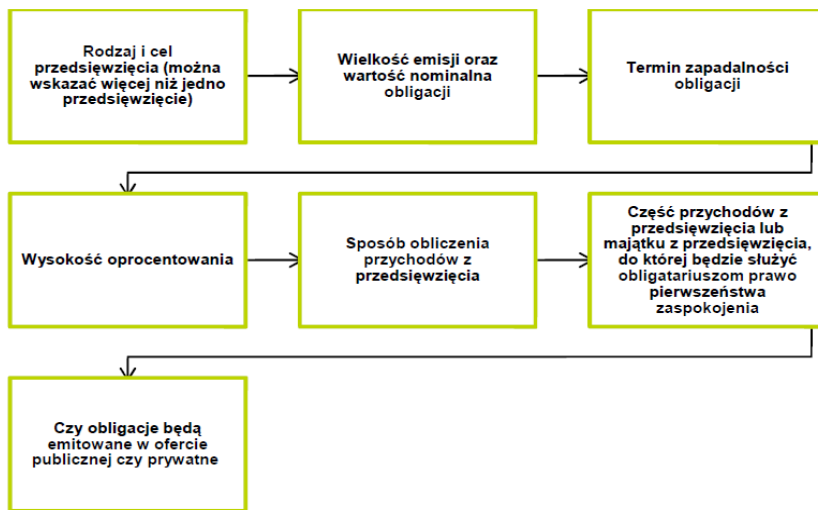 Rodzaj i cel
przedsięwzięcia (można
wskazać więcej niż jedno
przedsięwzięcie)
Wielkość emisji oraz
wartość nominalna
obligacji
Termin zapadalności
obligacji
Wysokość oprocentowania
Sposób obliczenia
przychodów z
przedsięwzięcia
Część przychodów z
przedsięwzięcia lub
majątku z przedsięwzięcia,
do której będzie służyć
obligatariuszom prawo
pierwszeństwa
zaspokojenia
Czy obligacje będą
emitowane w ofercie
publicznej czy prywatne